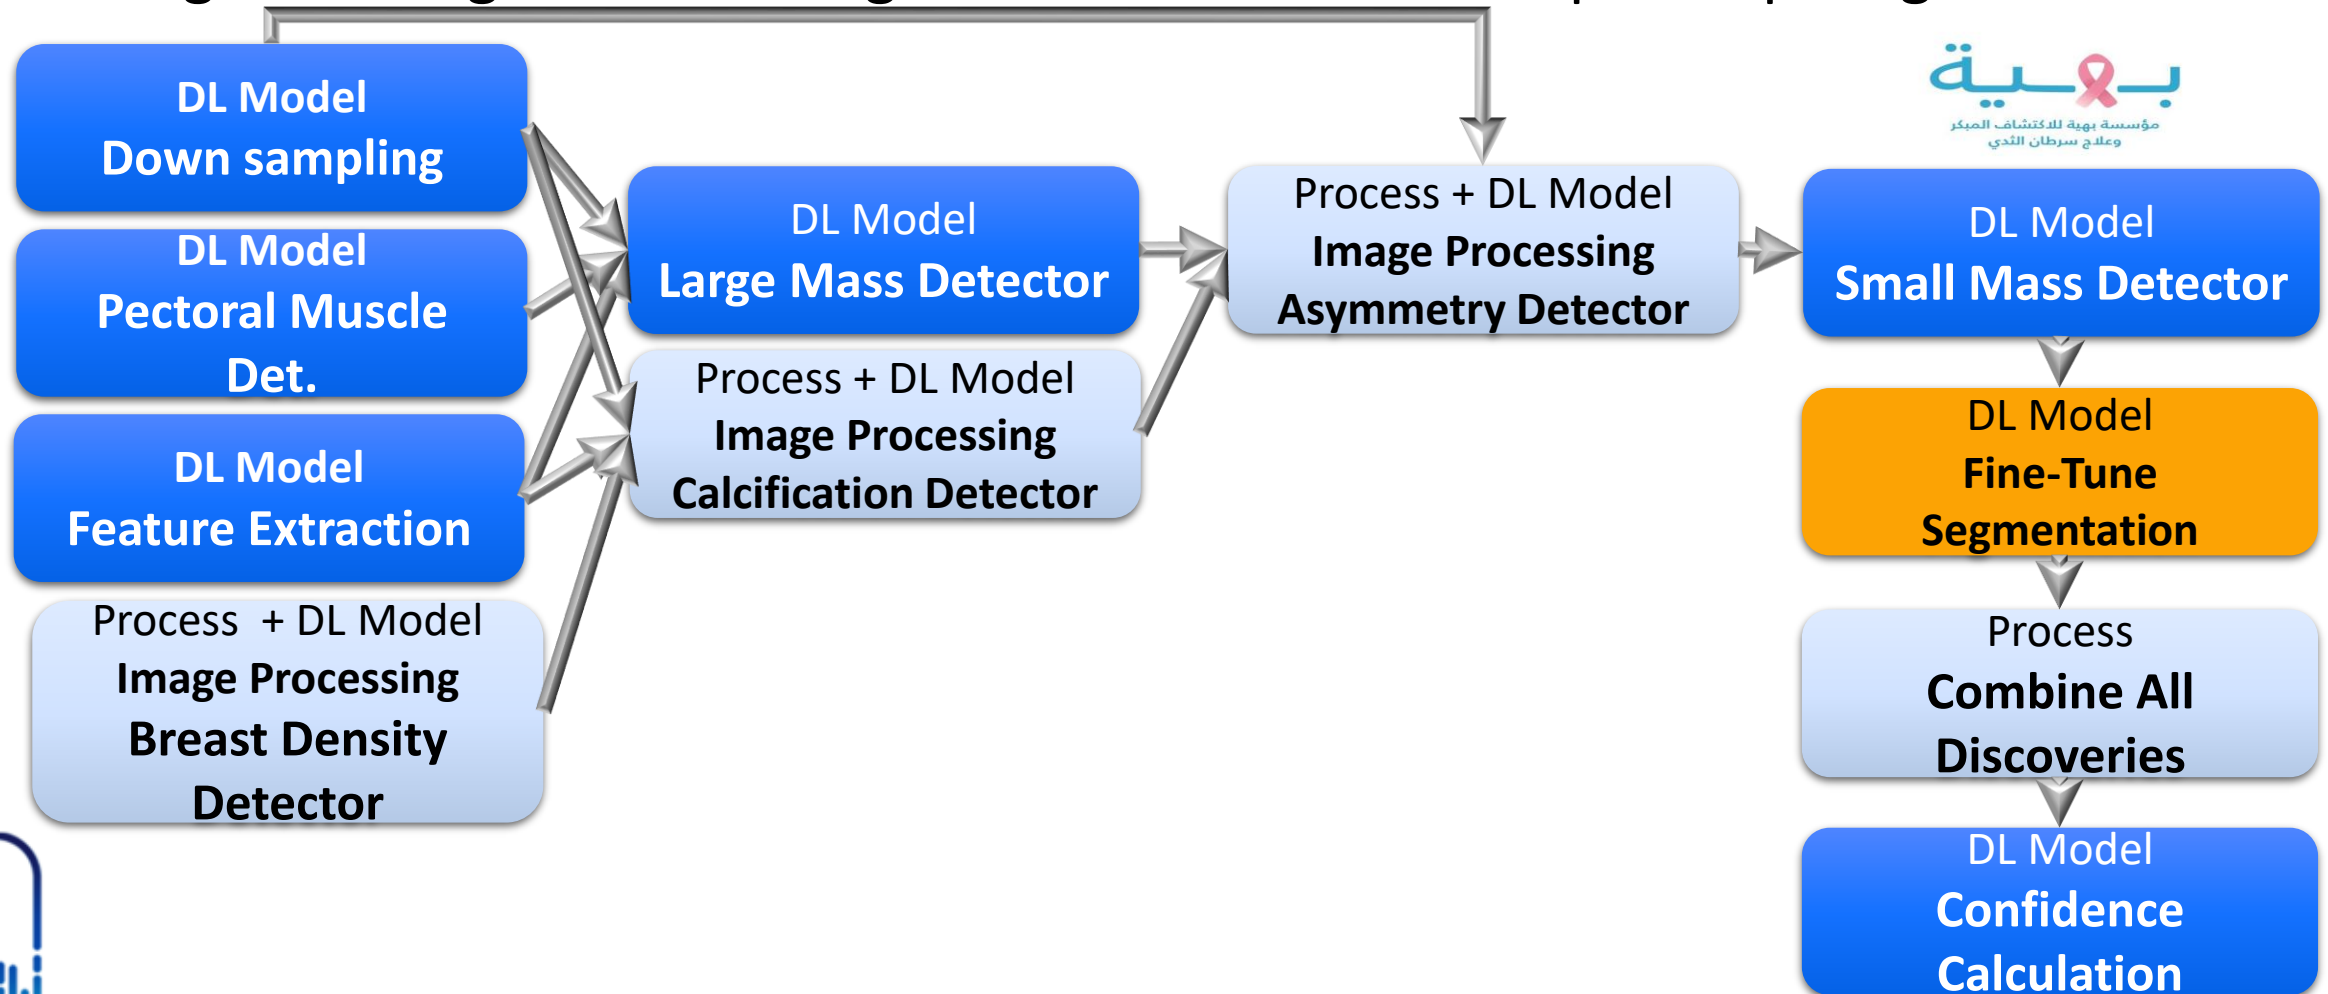 DL Model
Down sampling
DL Model
Pectoral Muscle
Det.
DL Model
Feature Extraction
Process + DL Model
Image Processing
Breast Density
Detector
DL Model
Large Mass Detector
Process + DL Model
Image Processing
Calcification Detector
Process + DL Model
Image Processing
Asymmetry Detector
بهية
مؤسسة بهية للاكتشاف المبكر
وعلاج سرطان الثدي
DL Model
Small Mass Detector
DL Model
Fine-Tune
Segmentation
Process
Combine All
Discoveries
DL Model
Confidence
Calculation